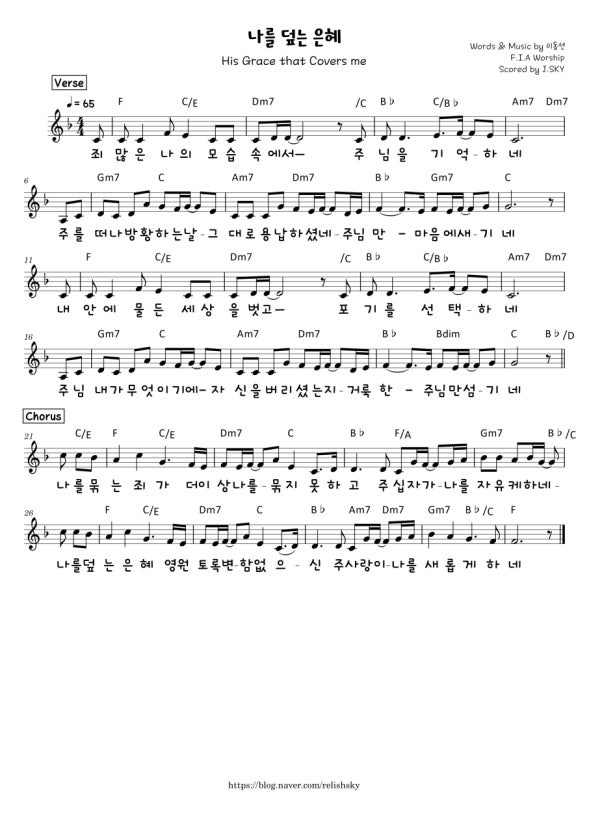 나를 덮는 은혜
His Grace that Covers me
Words & Music by 이동선
F.I.A Worship
Scored by J.SKY
Verse
♩= 65 F C/E Dm7 /C B♭ C/B♭ Am7 Dm7
4 4
죄 많 은 나 의 모 습 속 에서— 주 님을 기 억- 하 네
6 Gm7 C Am7 Dm7 B♭ Gm7 C
주를 떠나방황하는날-그 대로용납하셨네-주님 만 - 마음에새-기 네
11 F C/E Dm7 /C B♭ C/B♭ Am7 Dm7
내 안에 물 든 세 상 을 벗고— 포 기를 선 택- 하 네
16 Gm7 C Am7 Dm7 B♭ Bdim C B♭/D
주님 내가무엇이기에-자 신을버리셨는지-거룩 한 - 주님만섬-기 네
Chorus
21 C/E F C/E Dm7 C B♭ F/A Gm7 B♭/C
나를묶 는 죄 가 더이 상나를-묶지 못 하 고 주십자가-나를 자유케하네-
26 F C/E Dm7 C B♭ Am7 Dm7 Gm7 B♭/C F
나를덮 는 은 혜 영원 토록변-함없 으 - 신 주사랑이-나를 새 롭 게 하 네
https://blog.naver.com/relishsky